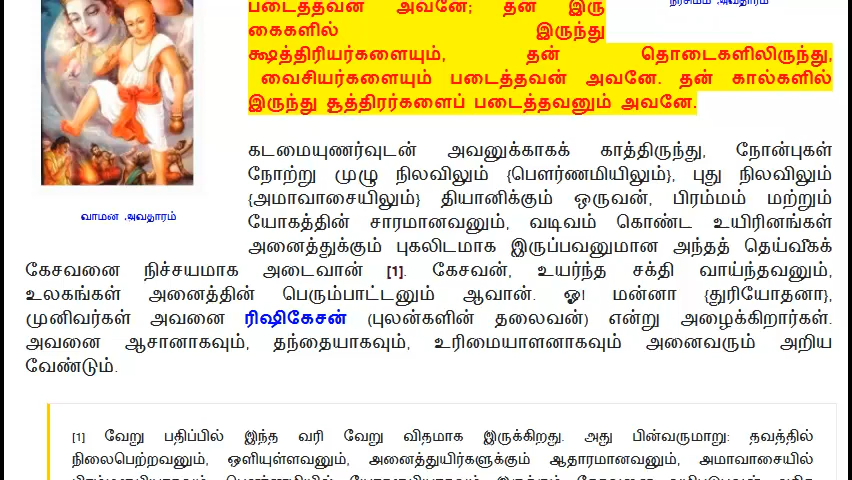 படைத்தவன் அவனே; தன் இரு
நரசிம்ம அவதாரம்
கைகளில் இருந்து
க்ஷத்திரியர்களையும், தன் தொடைகளிலிருந்து,
வைசியர்களையும் படைத்தவன் அவனே. தன் கால்களில்
இருந்து சூத்திரர்களைப் படைத்தவனும் அவனே.
கடமையுணர்வுடன் அவனுக்காகக் காத்திருந்து, நோன்புகள்
நோற்று முழு நிலவிலும் {பௌர்ணமியிலும்}, புது நிலவிலும்
{அமாவாசையிலும்} தியானிக்கும் ஒருவன், பிரம்மம் மற்றும்
யோகத்தின் சாரமானவனும், வடிவம் கொண்ட உயிரினங்கள்
வாமன அவதாரம்
அனைத்துக்கும் புகலிடமாக இருப்பவனுமான அந்தத் தெய்வீகக்
கேசவனை நிச்சயமாக அடைவான் [1]. கேசவன், உயர்ந்த சக்தி வாய்ந்தவனும்,
உலகங்கள் அனைத்தின் பெரும்பாட்டனும் ஆவான். ஓ! மன்னா {துரியோதனா},
முனிவர்கள் அவனை ரிஷிகேசன் (புலன்களின் தலைவன்) என்று அழைக்கிறார்கள்.
அவனை ஆசானாகவும், தந்தையாகவும், உரிமையாளனாகவும் அனைவரும் அறிய
வேண்டும்.
[1] வேறு பதிப்பில் இந்த வரி வேறு விதமாக இருக்கிறது. அது பின்வருமாறு: தவத்தில்
நிலைபெற்றவனும், ஒளியுள்ளவனும், அனைத்துயிர்களுக்கும் ஆதாரமானவனும், அமாவாசையில்